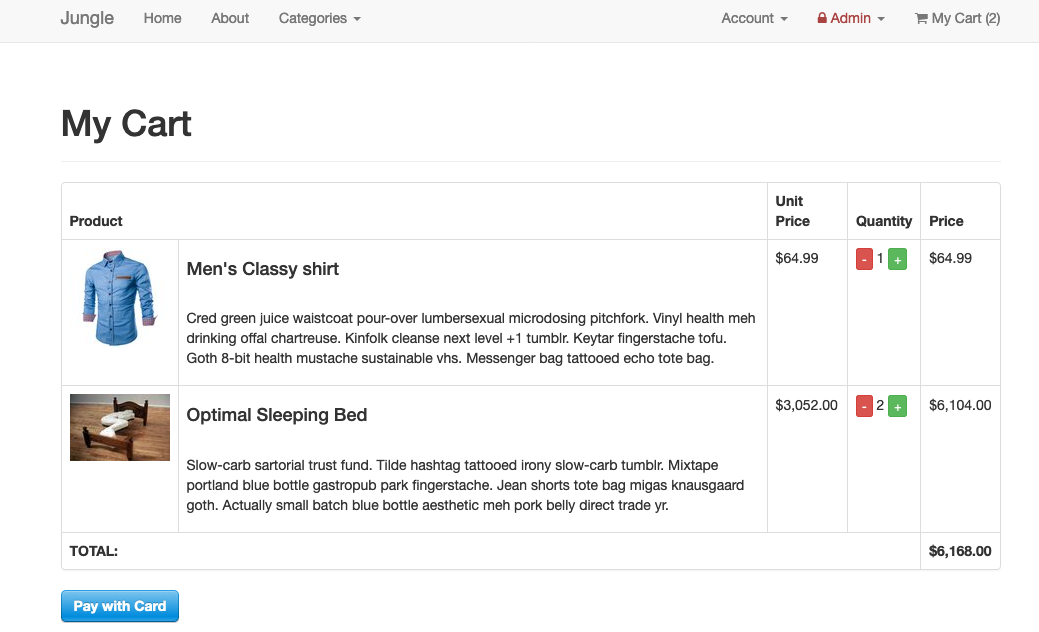 Jungle Home About Categories Account Admin My Cart (2)
My Cart
Product Unit Price Quantity Price
Men's Classy shirt $64.99 - 1 + $64.99
Cred green juice waistcoat pour-over lumbersexual microdosing pitchfork. Vinyl health meh
drinking offal chartreuse. Kinfolk cleanse next level +1 tumblr. Keytar fingerstache tofu.
Goth 8-bit health mustache sustainable vhs. Messenger bag tattooed echo tote bag.
Optimal Sleeping Bed $3,052.00 - 2 + $6,104.00
Slow-carb sartorial trust fund. Tilde hashtag tattooed irony slow-carb tumblr. Mixtape
portland blue bottle gastropub park fingerstache. Jean shorts tote bag migas knausgaard
goth. Actually small batch blue bottle aesthetic meh pork belly direct trade yr.
TOTAL: $6,168.00
Pay with Card